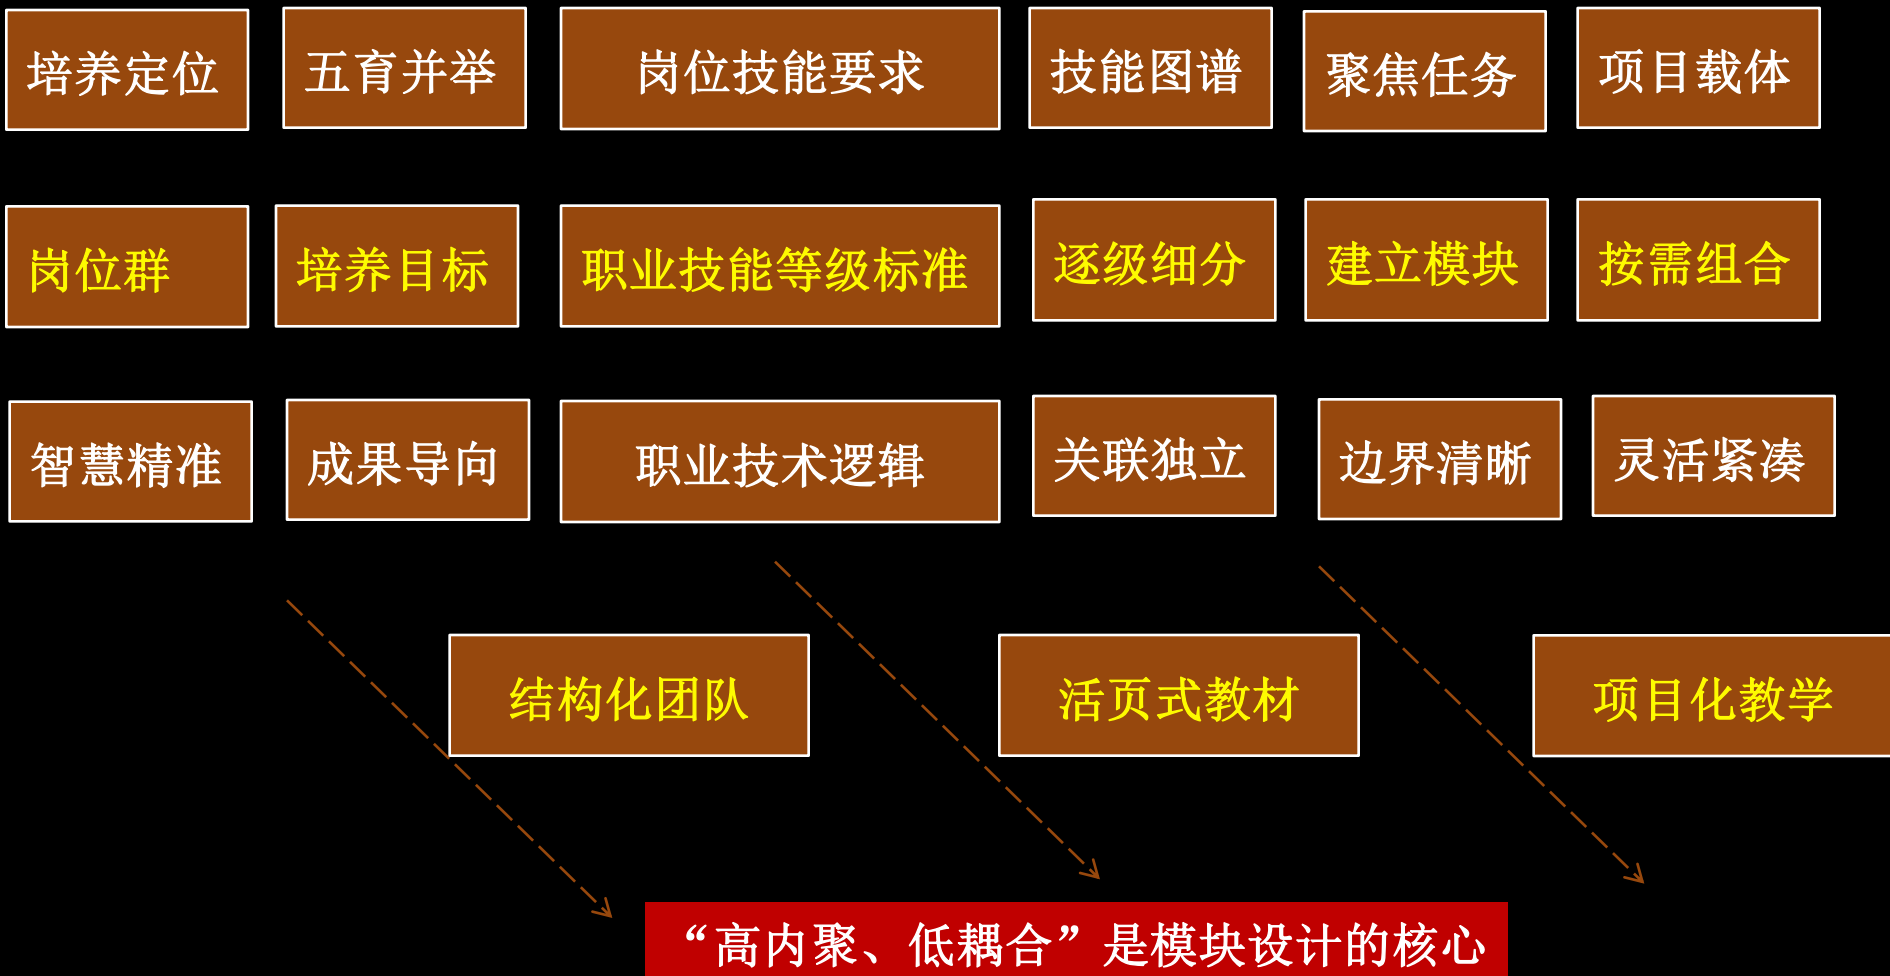 培养定位 五育并举 岗位技能要求 技能图谱 聚焦任务 项目载体
岗位群 培养目标 职业技能等级标准 逐级细分 建立模块 按需组合
智慧精准 成果导向 职业技术逻辑 关联独立 边界清晰 灵活紧凑
结构化团队 活页式教材 项目化教学
“高内聚、低耦合”是模块设计的核心